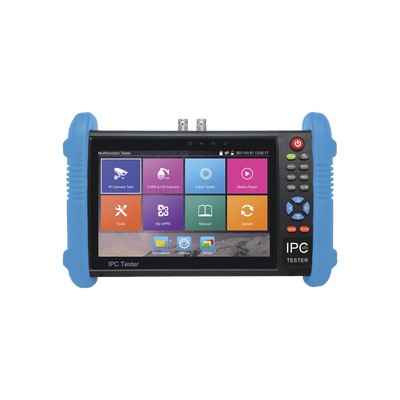 Multifunction Tester
IP Camera Test
CVBS & HD Camera
Cable Tester
Media Player
Tools
My APPS
Manual
Update
IPC Tester
IPC
TESTER